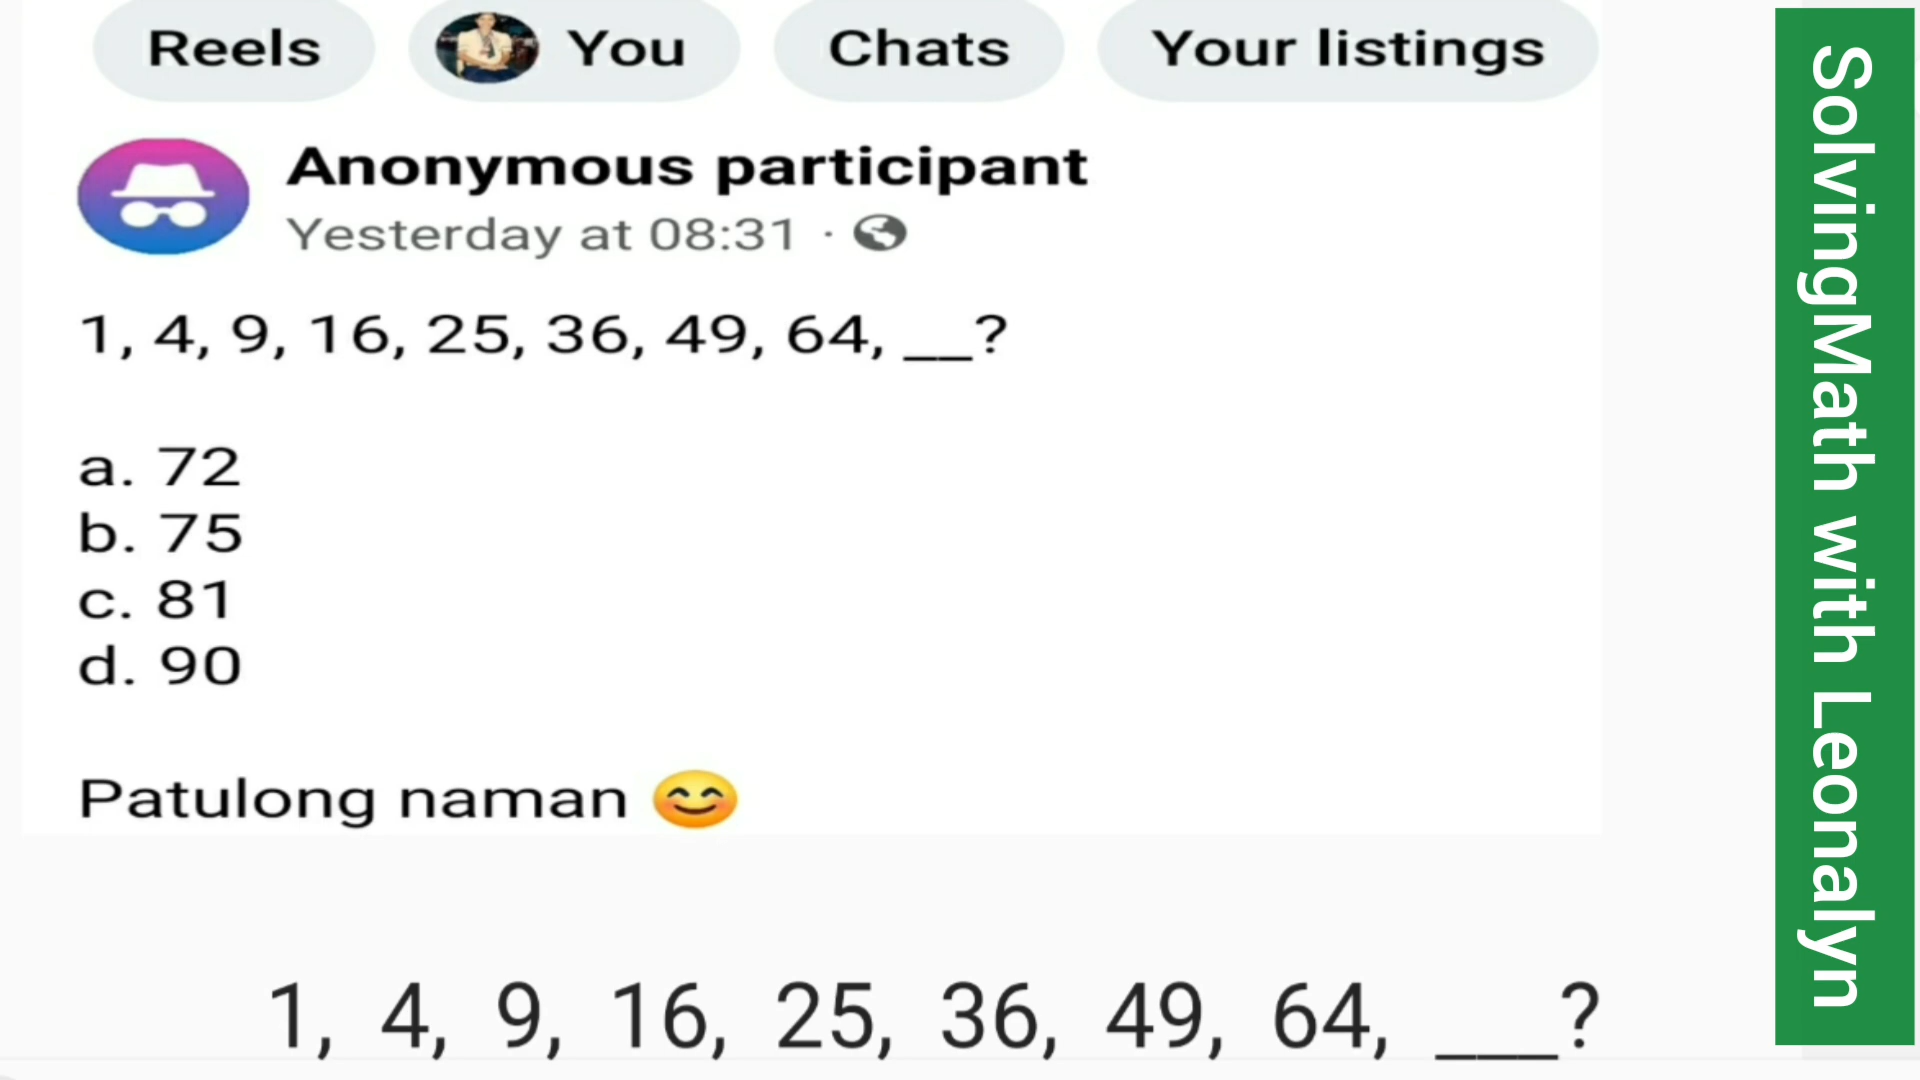 Reels You Chats Your listings
Anonymous participant
Yesterday at 08:31 ·
1, 4, 9, 16, 25, 36, 49, 64, __?
a. 72
b. 75
c. 81
d. 90
Patulong naman 😊
1, 4, 9, 16, 25, 36, 49, 64, ___?
SolvingMath with Leonalyn